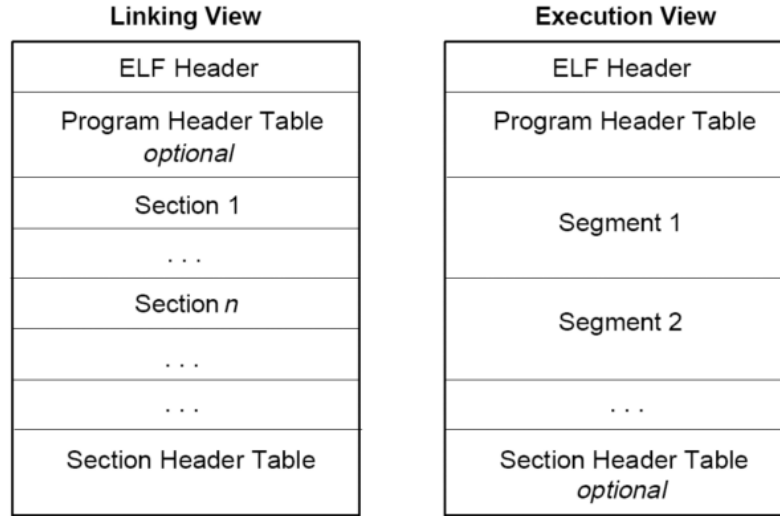 Linking View
ELF Header
Program Header Table
optional
Section 1
. . .
Section n
. . .
. . .
Section Header Table
Execution View
ELF Header
Program Header Table
Segment 1
Segment 2
. . .
Section Header Table
optional